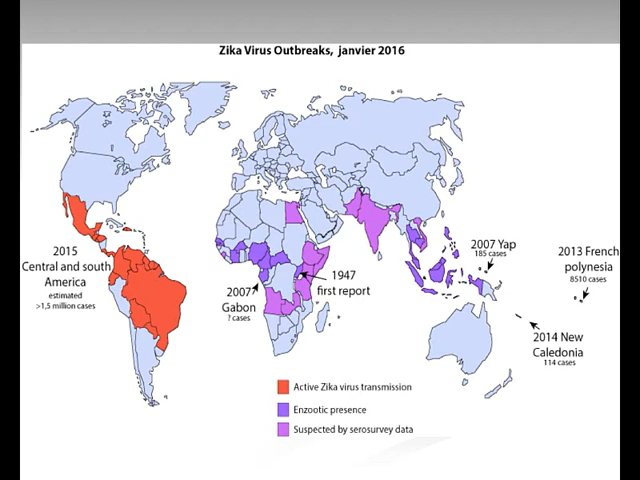 Zika Virus Outbreaks, janvier 2016
2015
Central and south
America
estimated
>1,5 million cases
2007
Gabon
? cases
1947
first report
2007 Yap
185 cases
2013 French
polynesia
8510 cases
2014 New
Caledonia
114 cases
Active Zika virus transmission
Enzootic presence
Suspected by serosurvey data